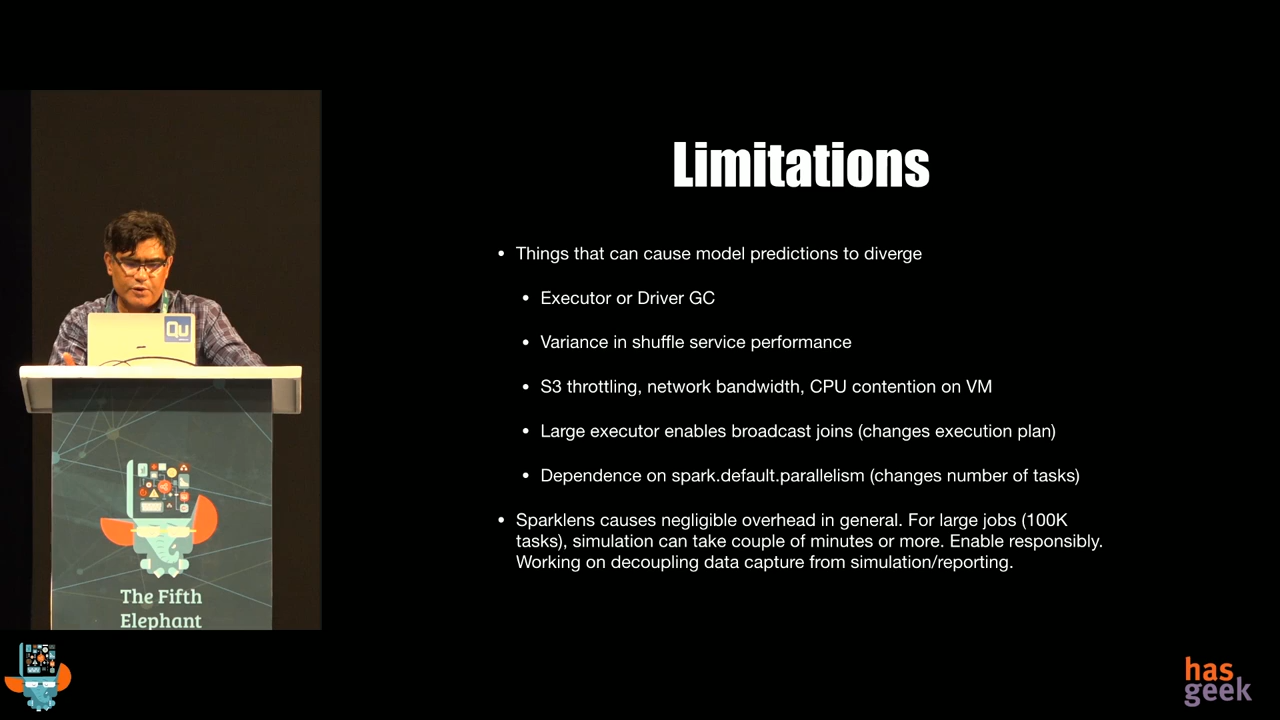 Limitations
• Things that can cause model predictions to diverge
• Executor or Driver GC
• Variance in shuffle service performance
• S3 throttling, network bandwidth, CPU contention on VM
• Large executor enables broadcast joins (changes execution plan)
• Dependence on spark.default.parallelism (changes number of tasks)
• Sparklens causes negligible overhead in general. For large jobs (100K
tasks), simulation can take couple of minutes or more. Enable responsibly.
Working on decoupling data capture from simulation/reporting.
Qu
The Fifth
Elephant
has
geek